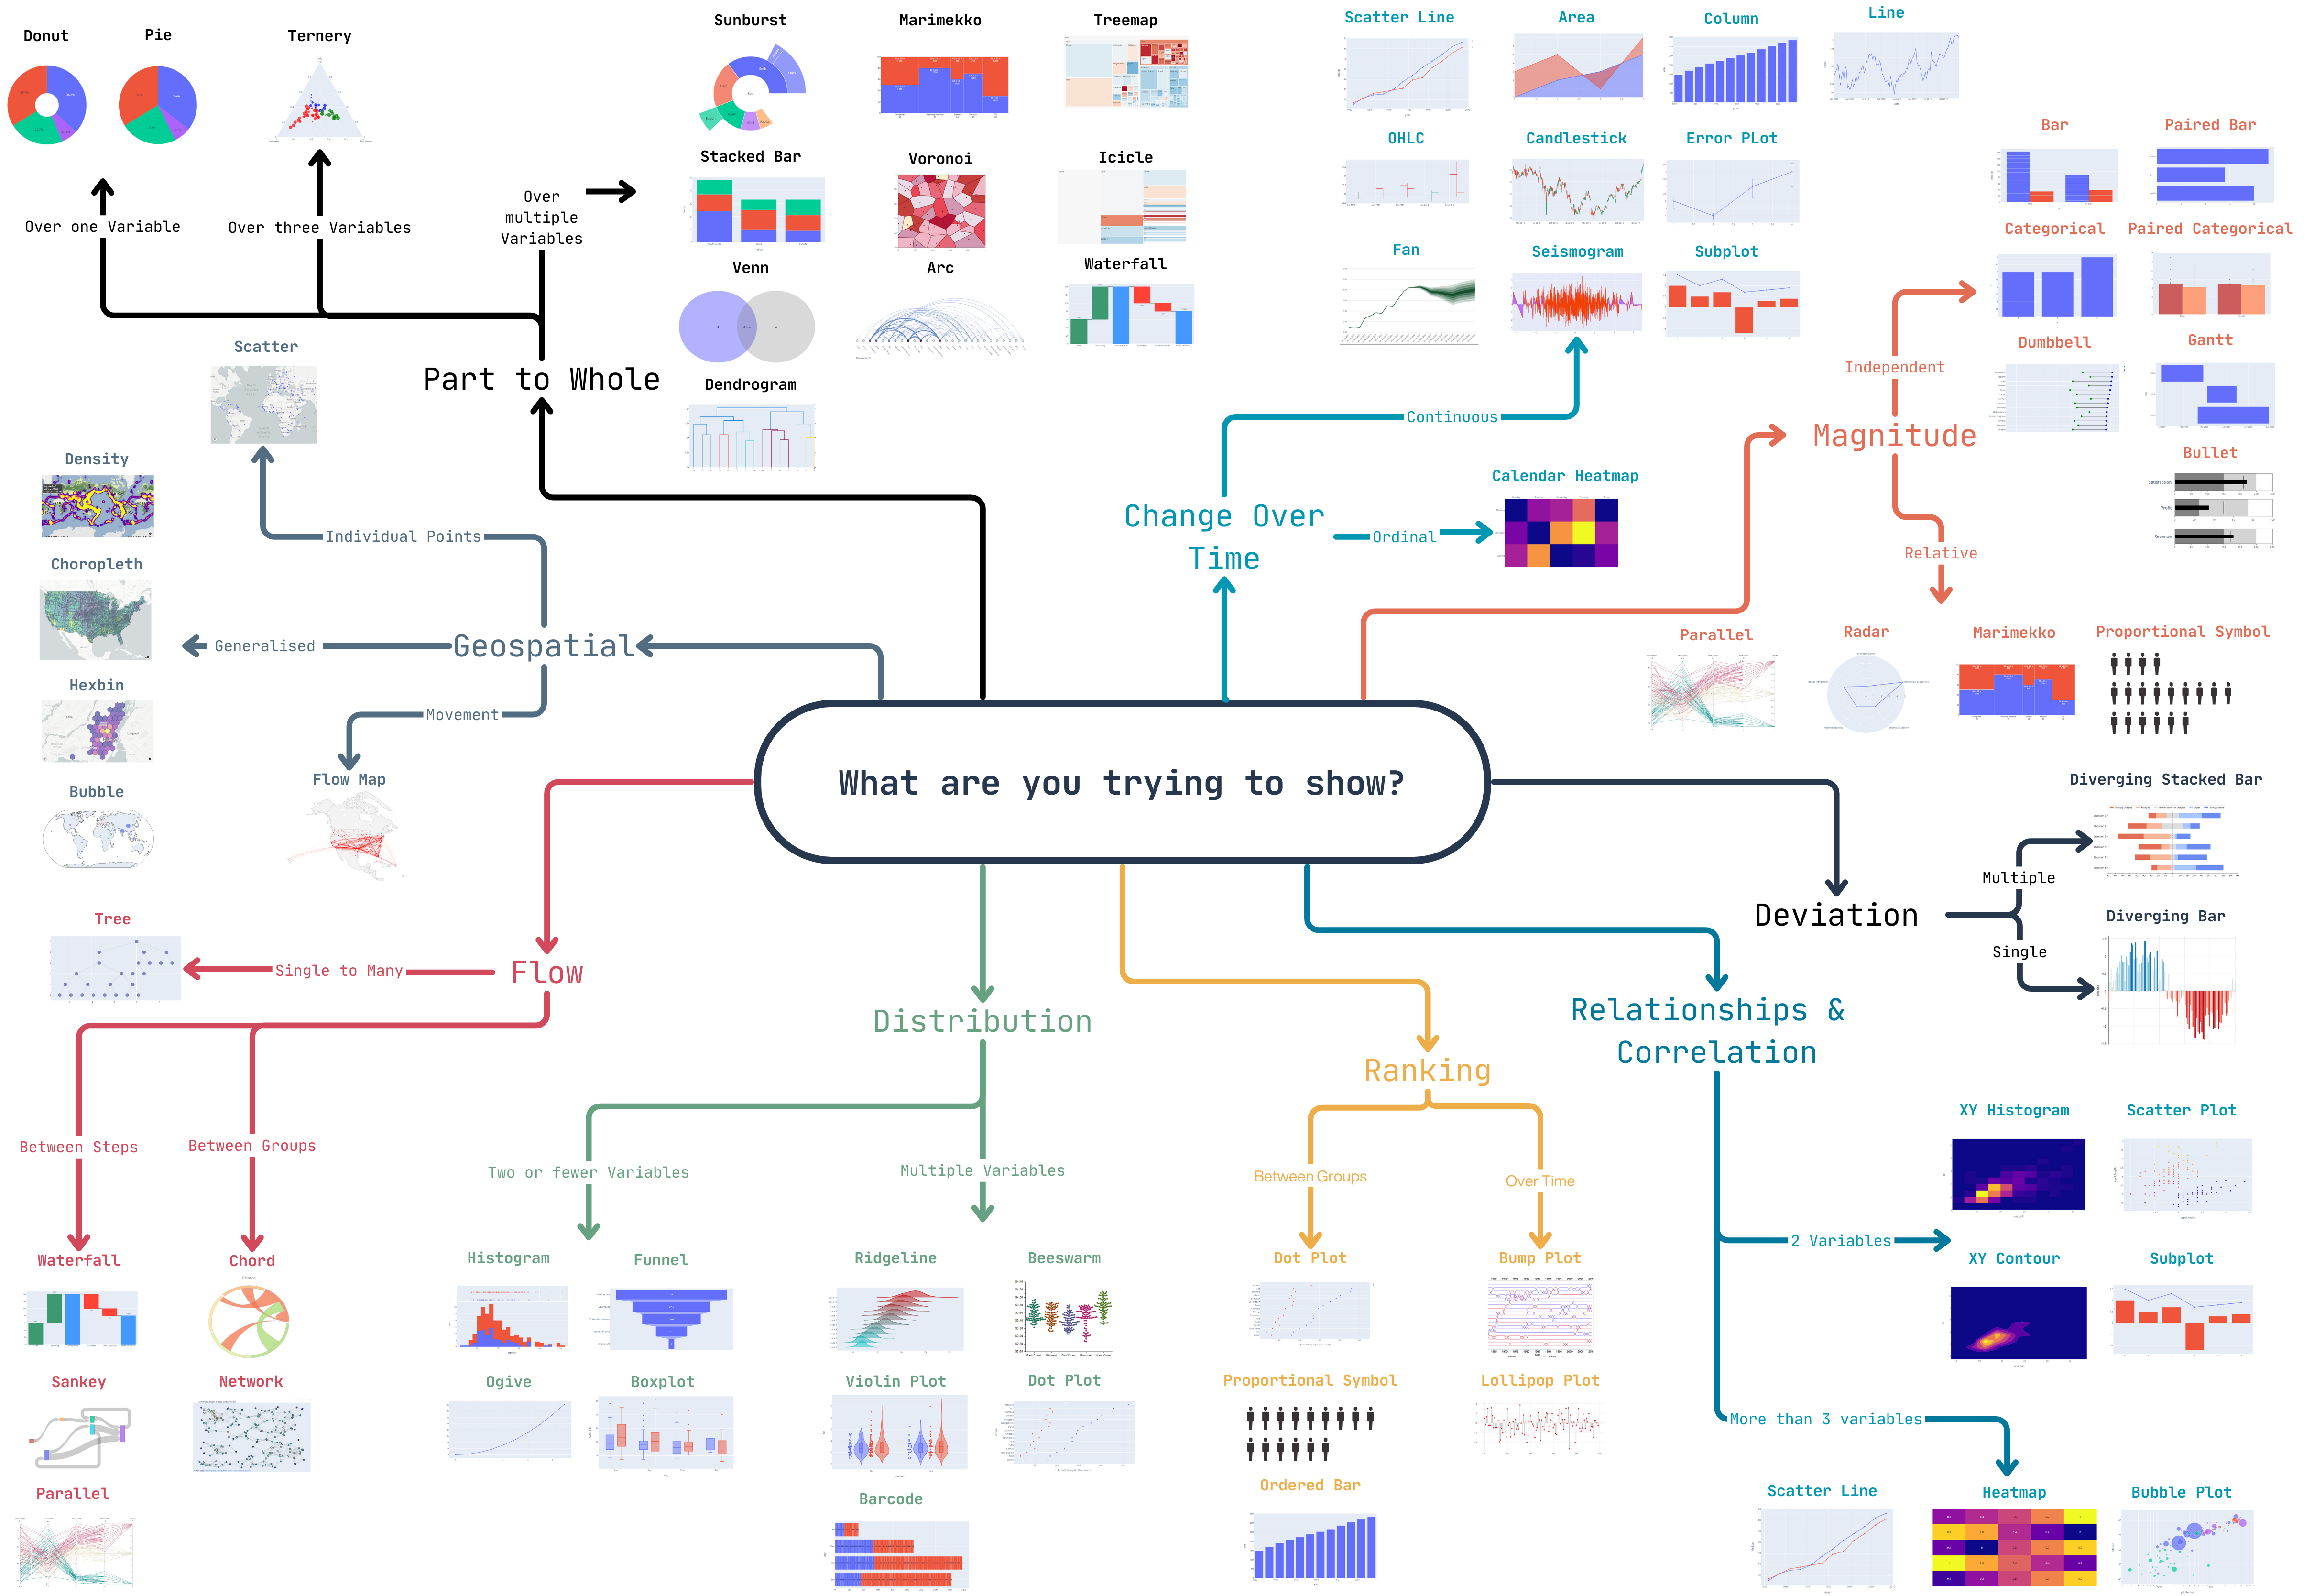 What are you trying to show?
Part to Whole
Over one Variable
Donut
Pie
Over three Variables
Ternery
Over
multiple
Variables
Sunburst
Marimekko
Treemap
Stacked Bar
Voronoi
Icicle
Venn
Arc
Waterfall
Dendrogram
Change Over
Time
Continuous
Scatter Line
Area
Column
Line
OHLC
Candlestick
Error PLot
Fan
Seismogram
Subplot
Ordinal
Calendar Heatmap
Magnitude
Independent
Bar
Paired Bar
Categorical
Paired Categorical
Dumbbell
Gantt
Bullet
Satisfaction
Profit
Revenue
Relative
Parallel
Radar
Marimekko
Proportional Symbol
Geospatial
Individual Points
Scatter
Generalised
Density
Choropleth
Hexbin
Bubble
Movement
Flow Map
Flow
Single to Many
Tree
Between Steps
Waterfall
Sankey
Parallel
Between Groups
Chord
Network
Distribution
Two or fewer Variables
Histogram
Funnel
Ogive
Boxplot
Multiple Variables
Ridgeline
Beeswarm
Violin Plot
Dot Plot
Barcode
Ranking
Between Groups
Dot Plot
Proportional Symbol
Ordered Bar
Over Time
Bump Plot
Lollipop Plot
Relationships &
Correlation
2 Variables
XY Histogram
Scatter Plot
XY Contour
Subplot
More than 3 variables
Scatter Line
Heatmap
Bubble Plot
Deviation
Multiple
Diverging Stacked Bar
Single
Diverging Bar